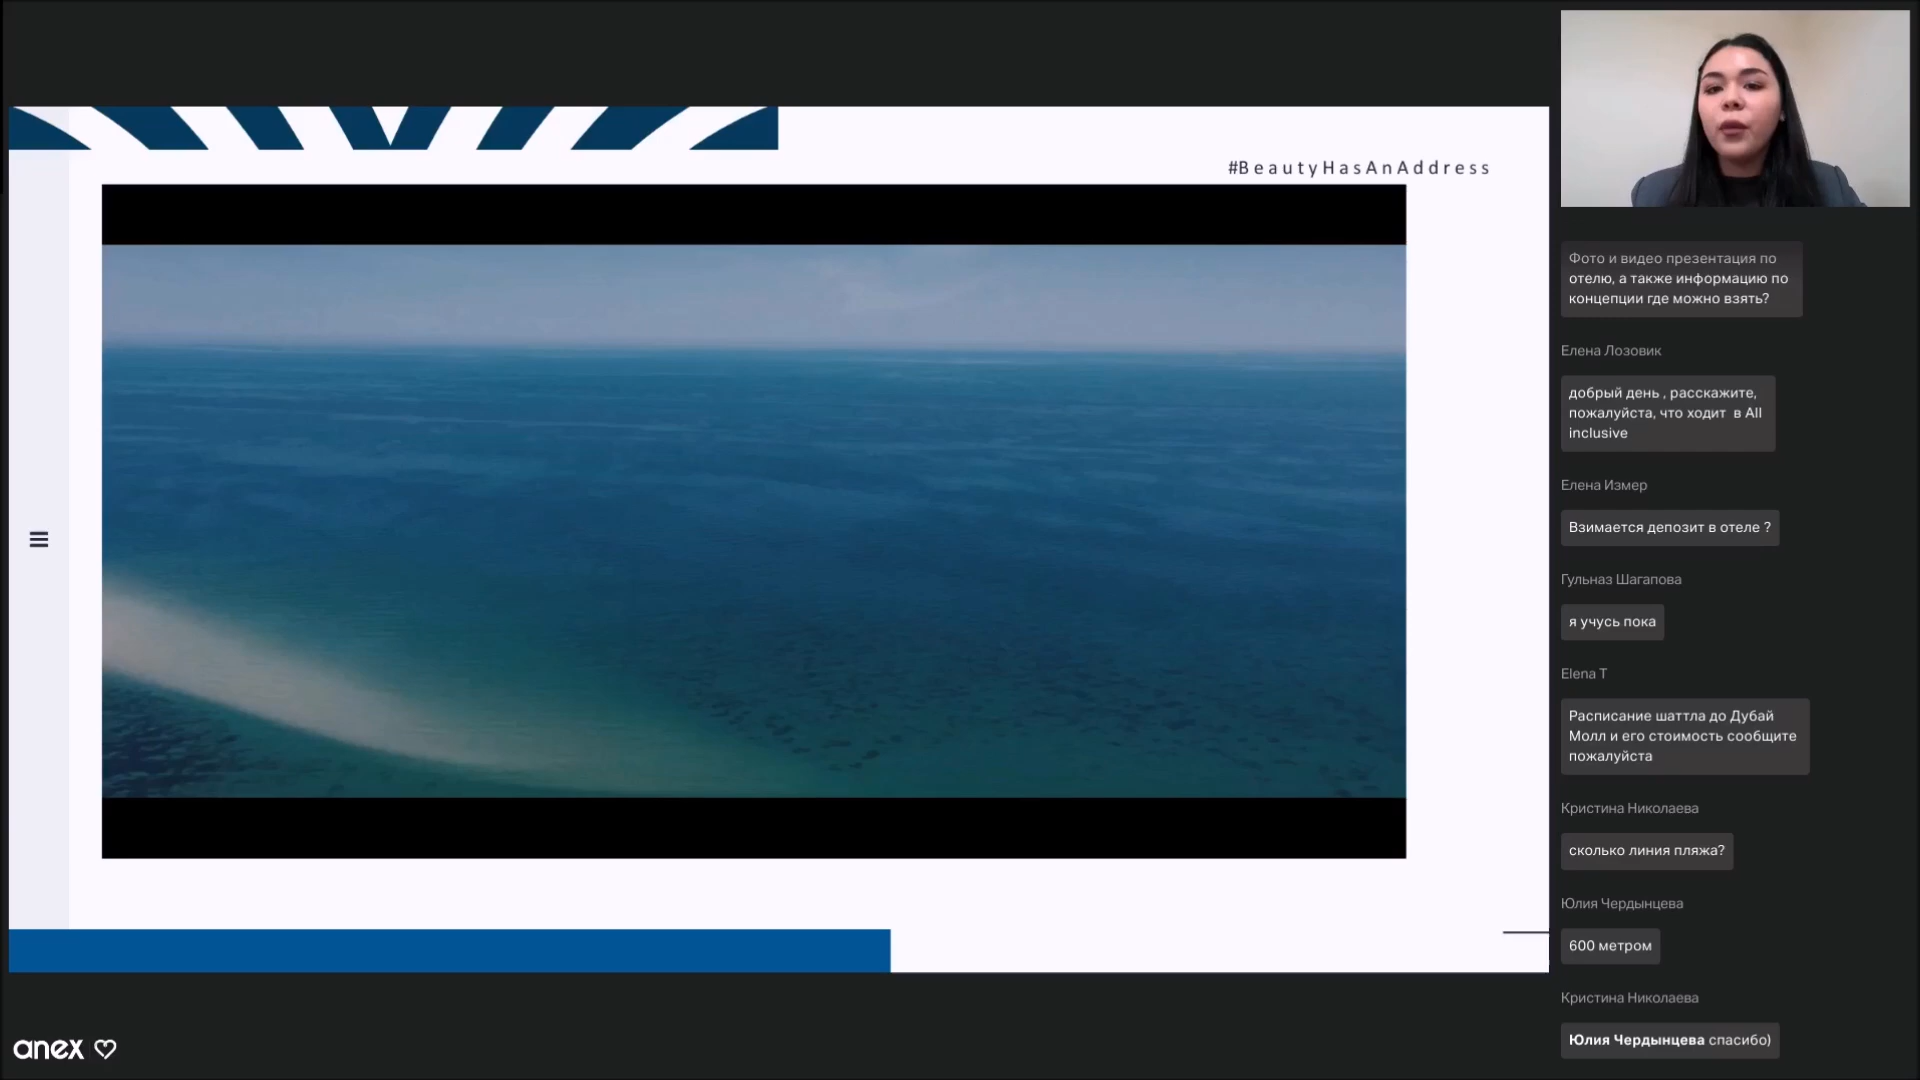 #BeautyHasAnAddress
Фото и видео презентация по
отелю, а также информацию по
концепции где можно взять?
Елена Лозовик
добрый день , расскажите,
пожалуйста, что ходит в All
inclusive
Елена Измер
Взимается депозит в отеле ?
Гульназ Шагапова
я учусь пока
Elena T
Расписание шаттла до Дубай
Молл и его стоимость сообщите
пожалуйста
Кристина Николаева
сколько линия пляжа?
Юлия Чердынцева
600 метром
Кристина Николаева
Юлия Чердынцева спасибо)
anex